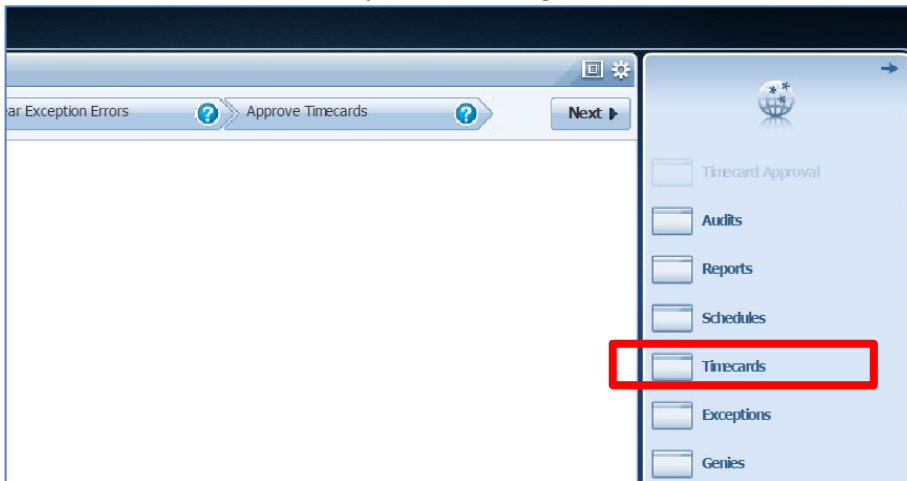 ar Exception Errors
Approve Timecards
Next
Timecard Approval
Audits
Reports
Schedules
Timecards
Exceptions
Genies